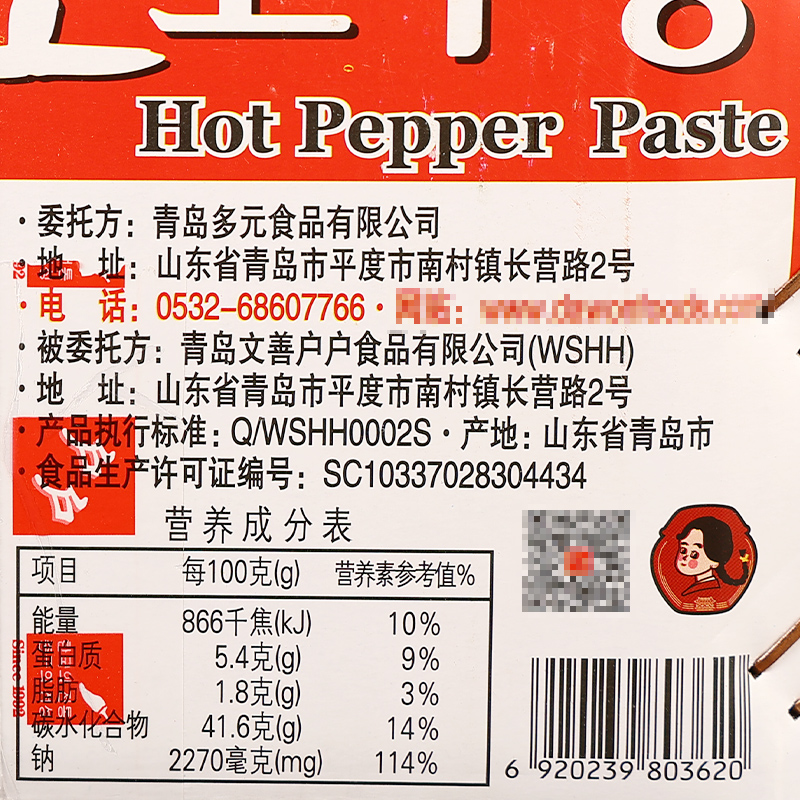 Hot Pepper Paste
·委托方：青岛多元食品有限公司
·地 址：山东省青岛市平度市南村镇长营路2号
·电 话：0532-68607766·
·被委托方：青岛文善户户食品有限公司(WSHH)
·地 址：山东省青岛市平度市南村镇长营路2号
·产品执行标准：Q/WSHH0002S·产地：山东省青岛市
·食品生产许可证编号：SC10337028304434
营养成分表
项目 每100克(g) 营养素参考值%
能量 866千焦(kJ) 10%
蛋白质 5.4克(g) 9%
脂肪 1.8克(g) 3%
碳水化合物 41.6克(g) 14%
钠 2270毫克(mg) 114%
Since 1992
6 920239 803620